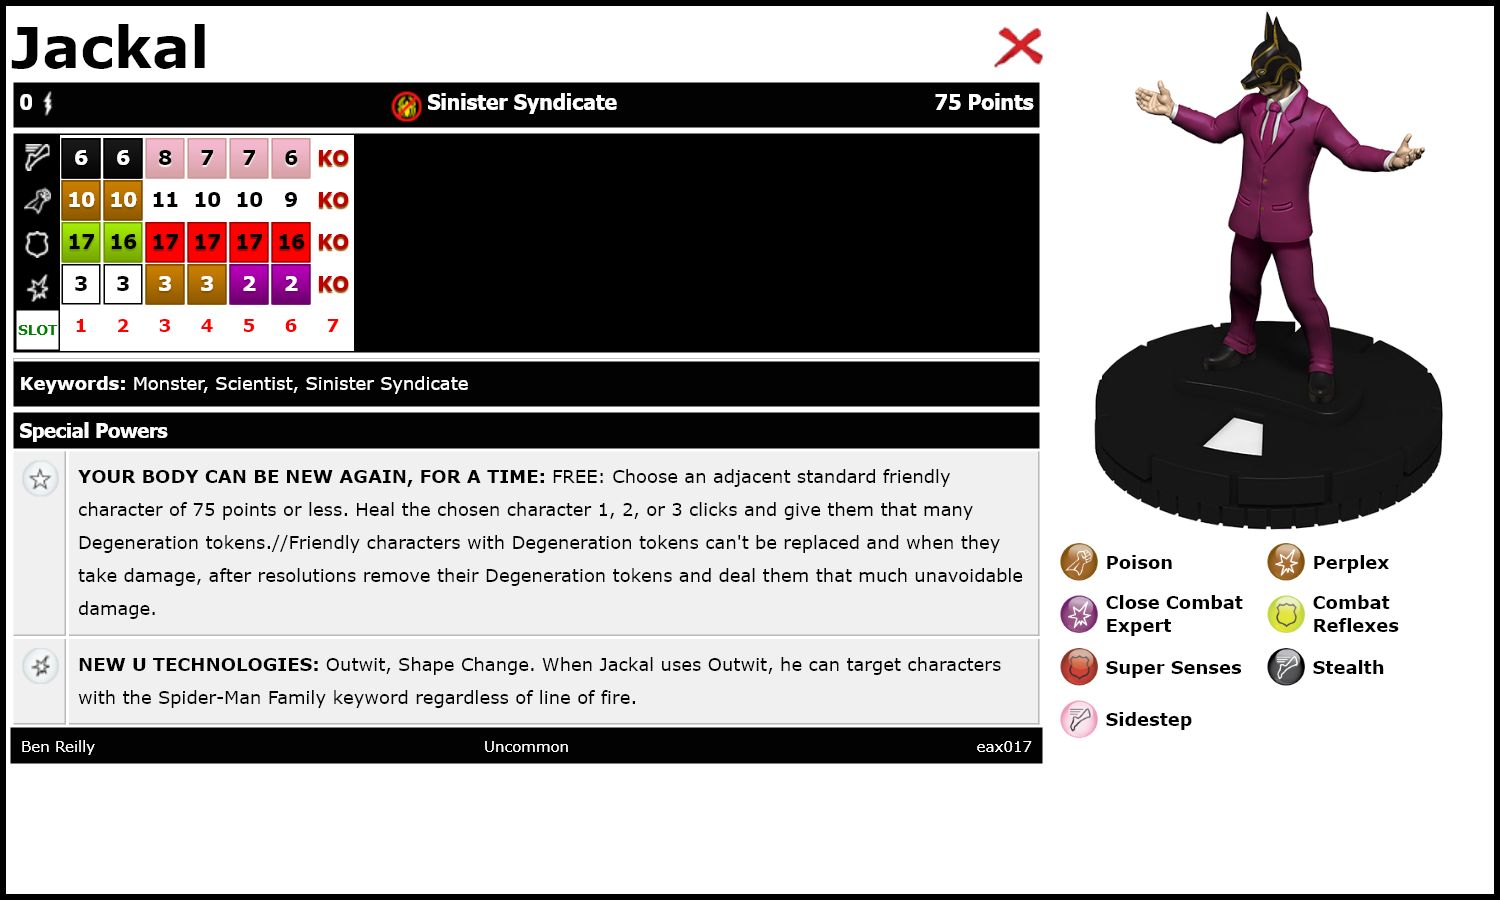 Jackal
0 Sinister Syndicate 75 Points
6 6 8 7 7 6 KO
10 10 11 10 10 9 KO
17 16 17 17 17 16 KO
3 3 3 3 2 2 KO
SLOT 1 2 3 4 5 6 7
Keywords: Monster, Scientist, Sinister Syndicate
Special Powers
YOUR BODY CAN BE NEW AGAIN, FOR A TIME: FREE: Choose an adjacent standard friendly
character of 75 points or less. Heal the chosen character 1, 2, or 3 clicks and give them that many
Degeneration tokens.//Friendly characters with Degeneration tokens can't be replaced and when they
take damage, after resolutions remove their Degeneration tokens and deal them that much unavoidable
damage.
NEW U TECHNOLOGIES: Outwit, Shape Change. When Jackal uses Outwit, he can target characters
with the Spider-Man Family keyword regardless of line of fire.
Ben Reilly Uncommon eax017
Poison Perplex
Close Combat
Expert
Combat
Reflexes
Super Senses Stealth
Sidestep